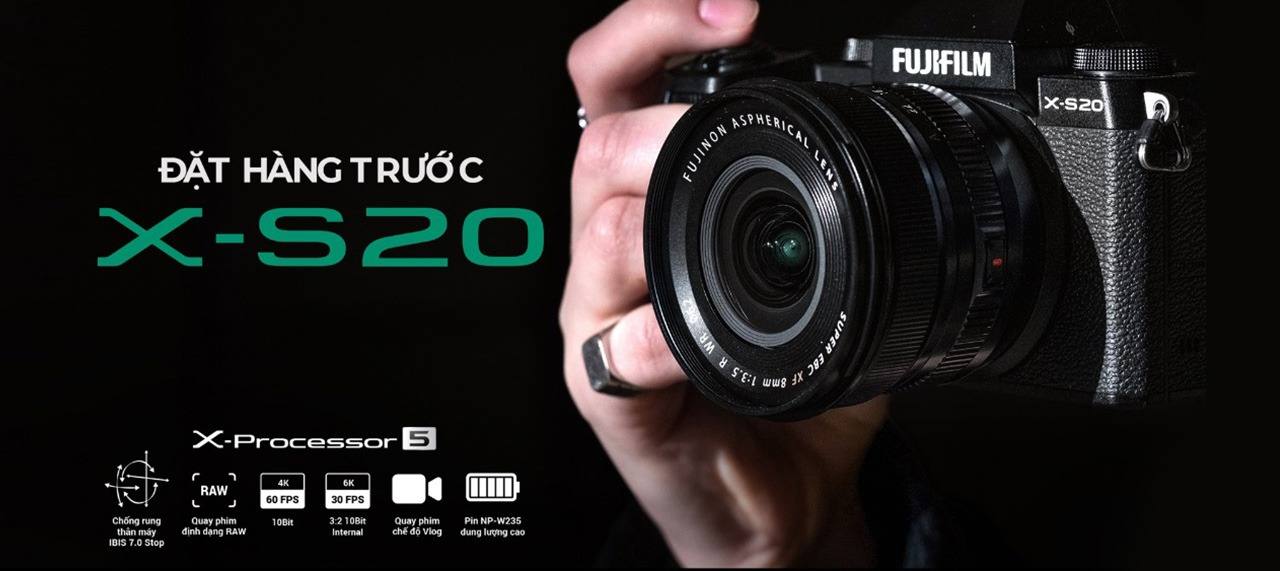 ĐẶT HÀNG TRƯỚC
X-S20
FUJIFILM
X-S20
FUJINON ASPHERICAL LENS
SUPER EBC XF 8mm 1:3.5 R WR
X-Processor 5
RAW
4K
60 FPS
6K
30 FPS
Chống rung
thân máy
IBIS 7.0 Stop
Quay phim
định dạng RAW
10Bit
3:2 10Bit
Internal
Quay phim
chế độ Vlog
Pin NP-W235
dung lượng cao